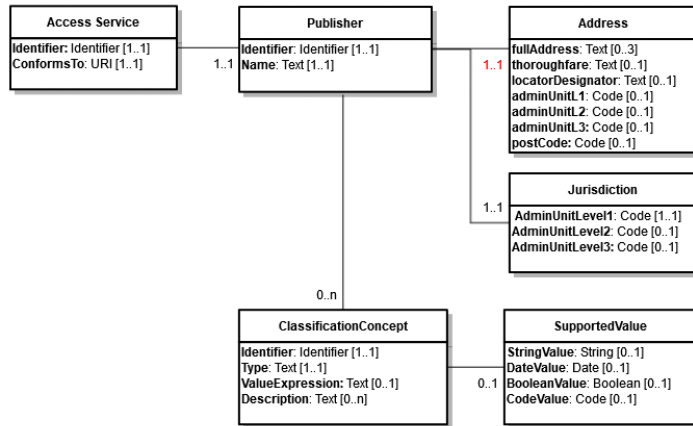 Access Service
Identifier: Identifier [1..1]
ConformsTo: URI [1..1]
1..1
Publisher
Identifier: Identifier [1..1]
Name: Text [1..1]
1..1
Address
fullAddress: Text [0..3]
thoroughfare: Text [0..1]
locatorDesignator: Text [0..1]
adminUnitL1: Code [0..1]
adminUnitL2: Code [0..1]
adminUnitL3: Code [0..1]
postCode: Code [0..1]
1..1
Jurisdiction
AdminUnitLevel1: Code [1..1]
AdminUnitLevel2: Code [0..1]
AdminUnitLevel3: Code [0..1]
0..n
ClassificationConcept
Identifier: Identifier [1..1]
Type: Text [1..1]
ValueExpression: Text [0..1]
Description: Text [0..n]
0..1
SupportedValue
StringValue: String [0..1]
DateValue: Date [0..1]
BooleanValue: Boolean [0..1]
CodeValue: Code [0..1]